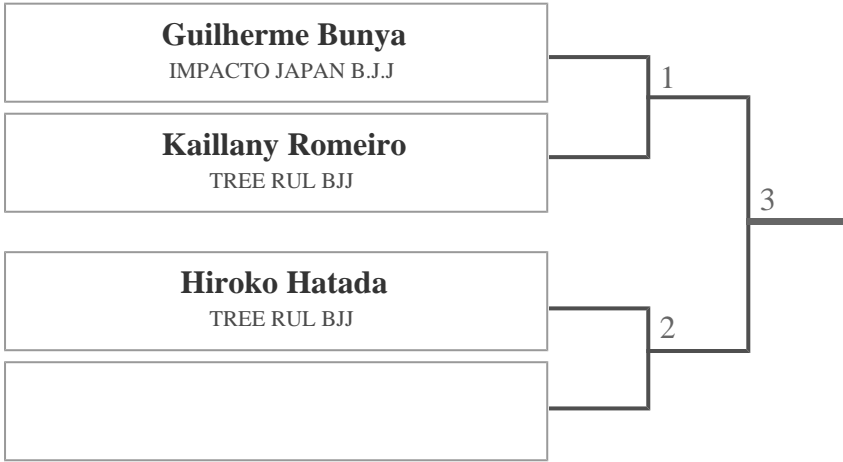 Guilherme Bunya
IMPACTO JAPAN B.J.J
1
Kaillany Romeiro
TREE RUL BJJ
3
Hiroko Hatada
TREE RUL BJJ
2